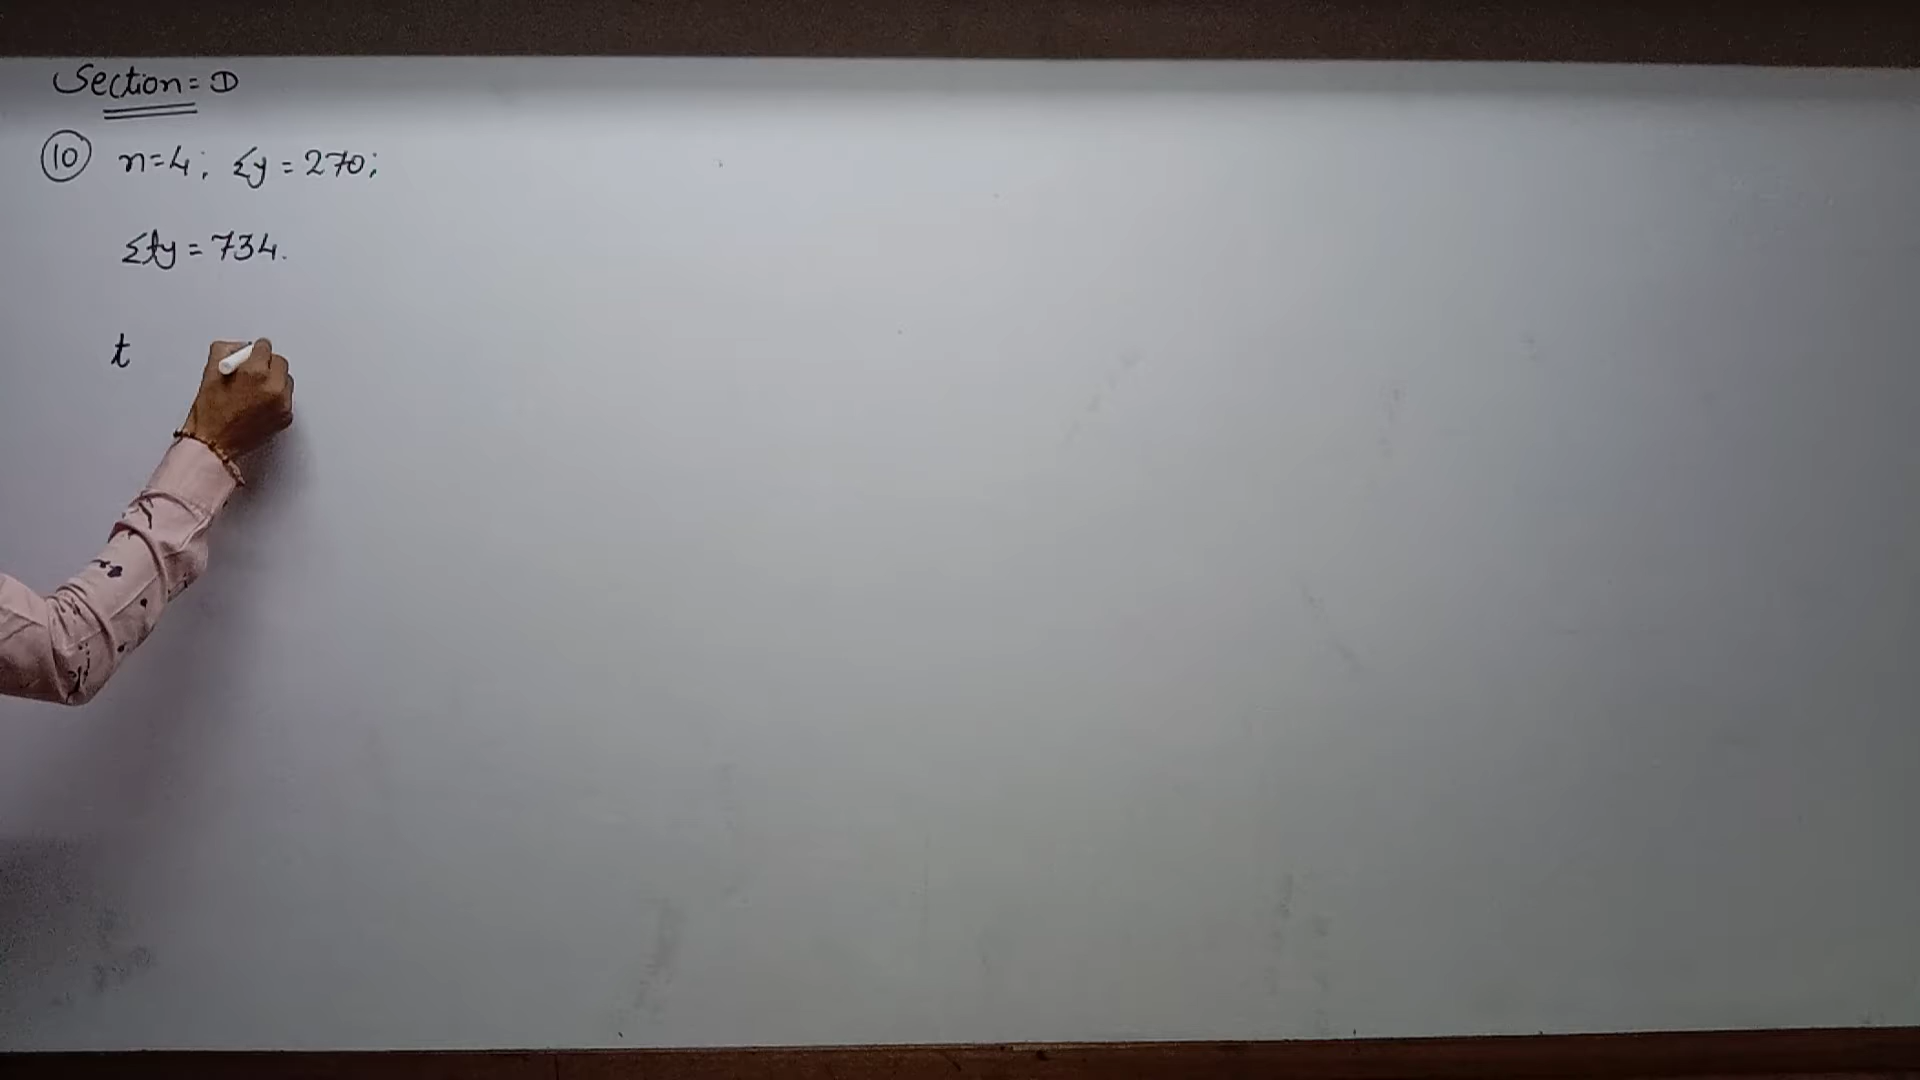 Section = D
10 n=4; Σy = 270;
Σty = 734.
t